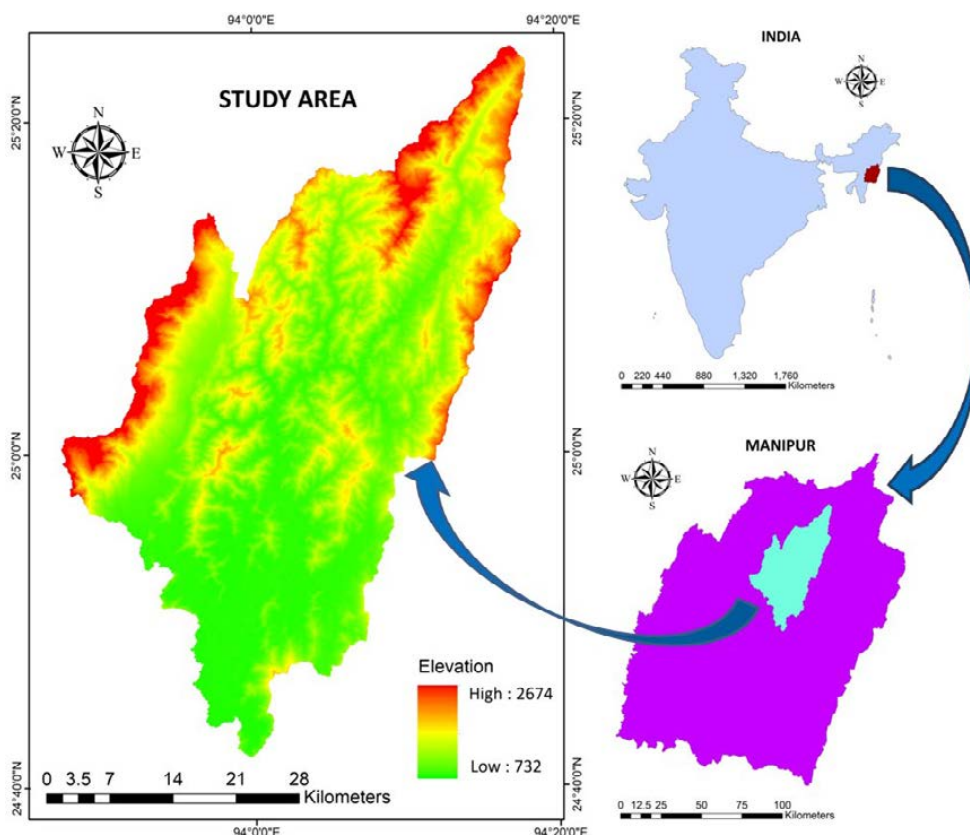 94°0'0"E
94°20'0"E
STUDY AREA
N
W
E
S
25°20'0"N
25°0'0"N
24°40'0"N
25°20'0"N
25°0'0"N
24°40'0"N
Elevation
High : 2674
Low : 732
0 3.5 7 14 21 28
Kilometers
94°0'0"E
94°20'0"E
INDIA
N
W
E
S
0 220 440 880 1,320 1,760
Kilometers
MANIPUR
N
W
E
S
0 12.5 25 50 75 100
Kilometers